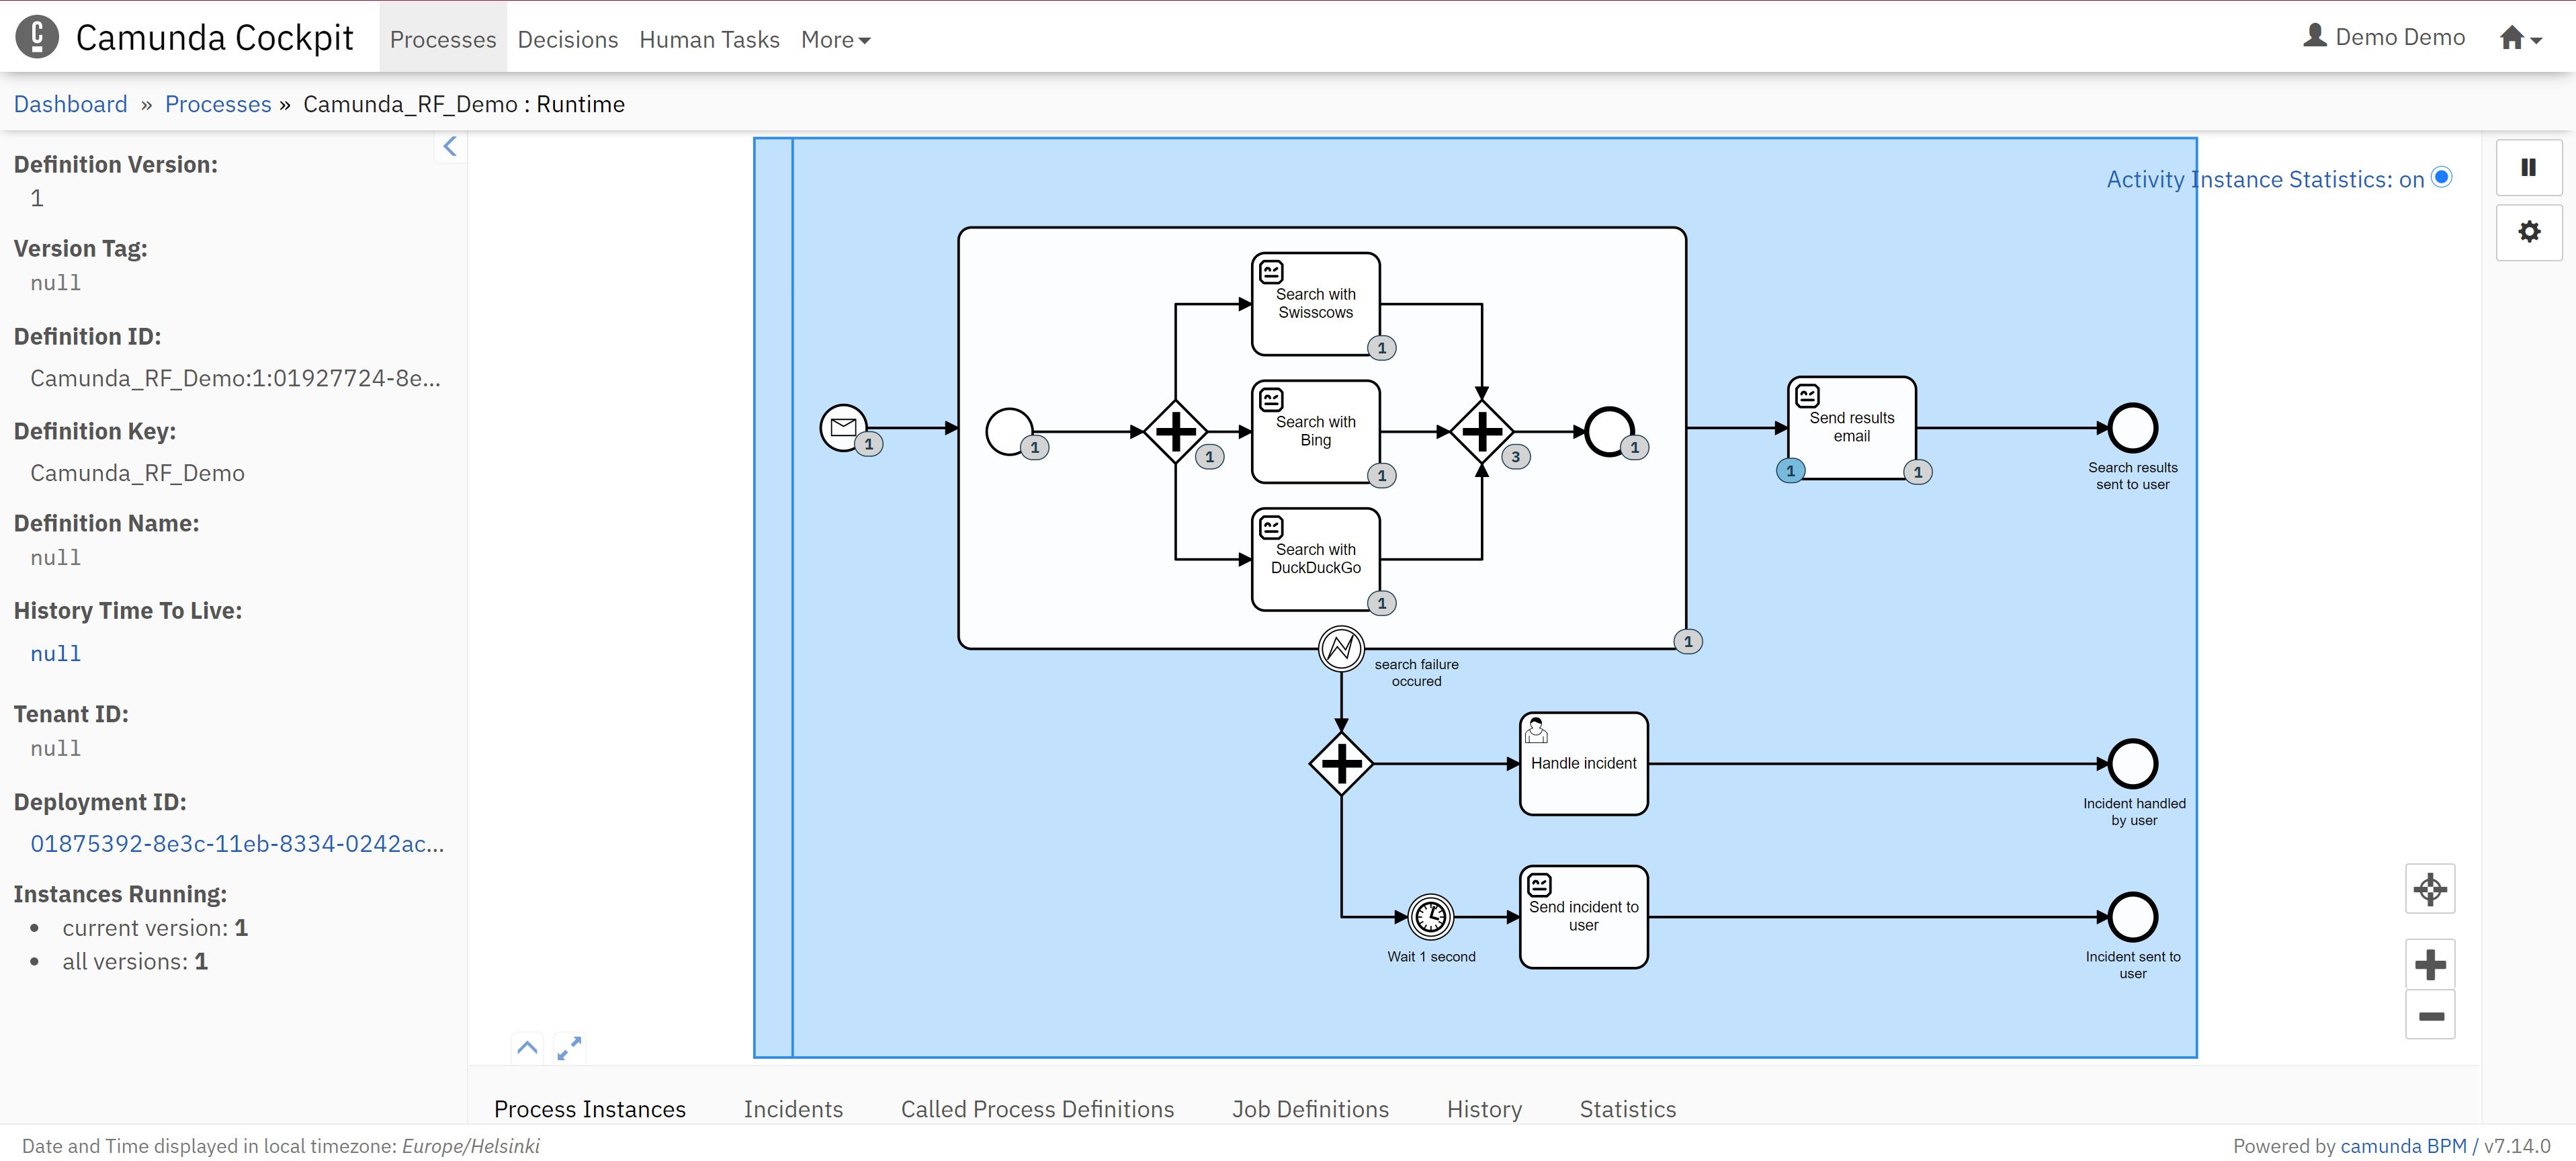 Camunda Cockpit
Processes
Decisions
Human Tasks
More
Demo Demo
Dashboard » Processes » Camunda_RF_Demo : Runtime
Definition Version:
1
Version Tag:
null
Definition ID:
Camunda_RF_Demo:1:01927724-8e...
Definition Key:
Camunda_RF_Demo
Definition Name:
null
History Time To Live:
null
Tenant ID:
null
Deployment ID:
01875392-8e3c-11eb-8334-0242ac...
Instances Running:
current version: 1
all versions: 1
Activity Instance Statistics: on
1
1
1
Search with
Swisscows
1
Search with
Bing
1
Search with
DuckDuckGo
1
3
1
1
Send results
email
1
1
Search results
sent to user
search failure
occured
Handle incident
Incident handled
by user
Wait 1 second
Send incident to
user
Incident sent to
user
Process Instances
Incidents
Called Process Definitions
Job Definitions
History
Statistics
Date and Time displayed in local timezone: Europe/Helsinki
Powered by camunda BPM / v7.14.0